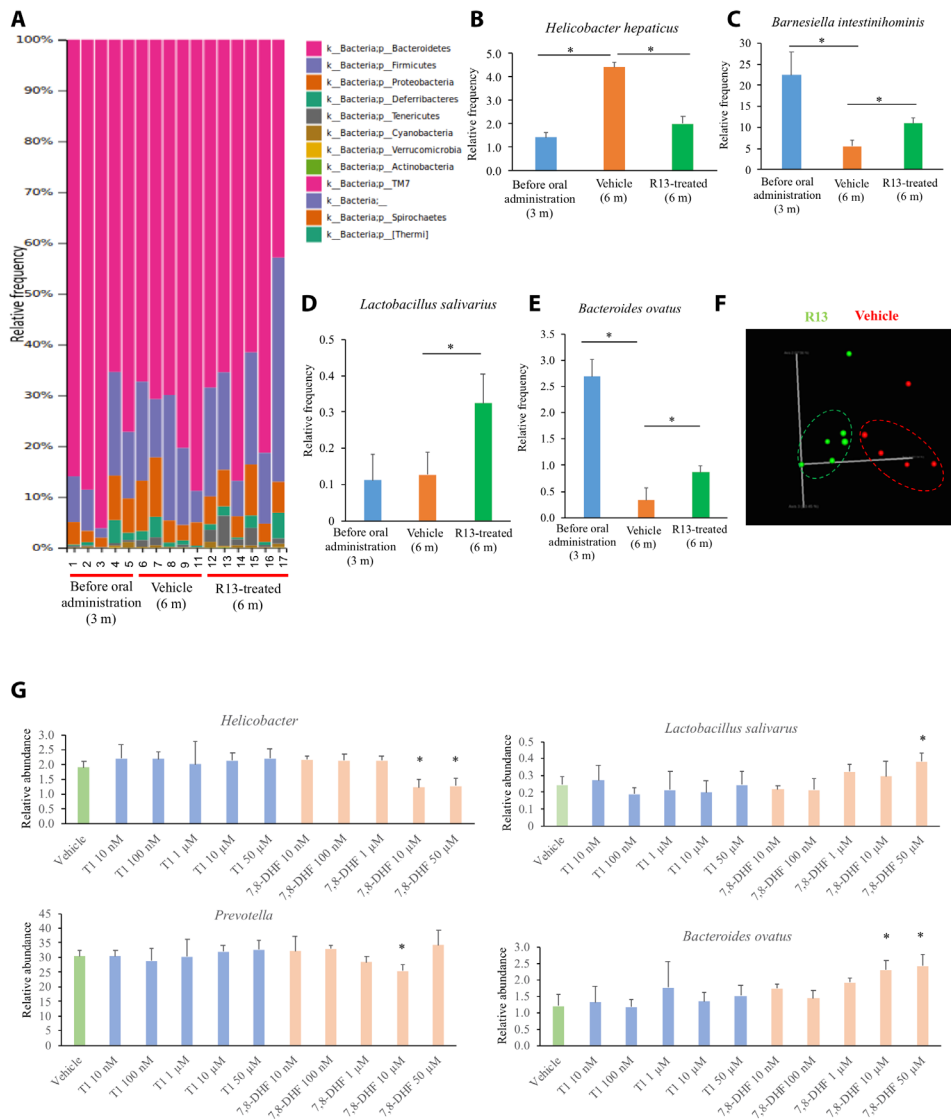 A
100%
90%
80%
70%
60%
50%
40%
30%
20%
10%
0%
Relative frequency
1 2 3 4 5 6 7 8 9 11 12 13 14 15 16 17
Before oral administration (3 m)
Vehicle (6 m)
R13-treated (6 m)
k__Bacteria;p__Bacteroidetes
k__Bacteria;p__Firmicutes
k__Bacteria;p__Proteobacteria
k__Bacteria;p__Deferribacteres
k__Bacteria;p__Tenericutes
k__Bacteria;p__Cyanobacteria
k__Bacteria;p__Verrucomicrobia
k__Bacteria;p__Actinobacteria
k__Bacteria;p__TM7
k__Bacteria;__
k__Bacteria;p__Spirochaetes
k__Bacteria;p__[Thermi]
B
Helicobacter hepaticus
Relative frequency
5.0
4.0
3.0
2.0
1.0
0.0
* *
Before oral administration (3 m)
Vehicle (6 m)
R13-treated (6 m)
C
Barnesiella intestinihominis
Relative frequency
30
25
20
15
10
5
0
*
*
Before oral administration (3 m)
Vehicle (6 m)
R13-treated (6 m)
D
Lactobacillus salivarius
Relative frequency
0.5
0.4
0.3
0.2
0.1
0
*
Before oral administration (3 m)
Vehicle (6 m)
R13-treated (6 m)
E
Bacteroides ovatus
Relative frequency
3.5
3.0
2.5
2.0
1.5
1.0
0.5
0.0
*
*
Before oral administration (3 m)
Vehicle (6 m)
R13-treated (6 m)
F
R13 Vehicle
G
Helicobacter
Relative abundance
3.0
2.5
2.0
1.5
1.0
0.5
0.0
* *
Vehicle
T1 10 nM
T1 100 nM
T1 1 µM
T1 10 µM
T1 50 µM
7,8-DHF 10 nM
7,8-DHF 100 nM
7,8-DHF 1 µM
7,8-DHF 10 µM
7,8-DHF 50 µM
Lactobacillus salivarus
Relative abundance
0.5
0.4
0.3
0.2
0.1
0
*
Vehicle
T1 10 nM
T1 100 nM
T1 1 µM
T1 10 µM
T1 50 µM
7,8-DHF 10 nM
7,8-DHF 100 nM
7,8-DHF 1 µM
7,8-DHF 10 µM
7,8-DHF 50 µM
Prevotella
Relative abundance
45
40
35
30
25
20
15
10
5
0
*
Vehicle
T1 10 nM
T1 100 nM
T1 1 µM
T1 10 µM
T1 50 µM
7,8-DHF 10 nM
7,8-DHF 100 nM
7,8-DHF 1 µM
7,8-DHF 10 µM
7,8-DHF 50 µM
Bacteroides ovatus
Relative abundance
3.0
2.5
2.0
1.5
1.0
0.5
0.0
* *
Vehicle
T1 10 nM
T1 100 nM
T1 1 µM
T1 10 µM
T1 50 µM
7,8-DHF 10 nM
7,8-DHF 100 nM
7,8-DHF 1 µM
7,8-DHF 10 µM
7,8-DHF 50 µM